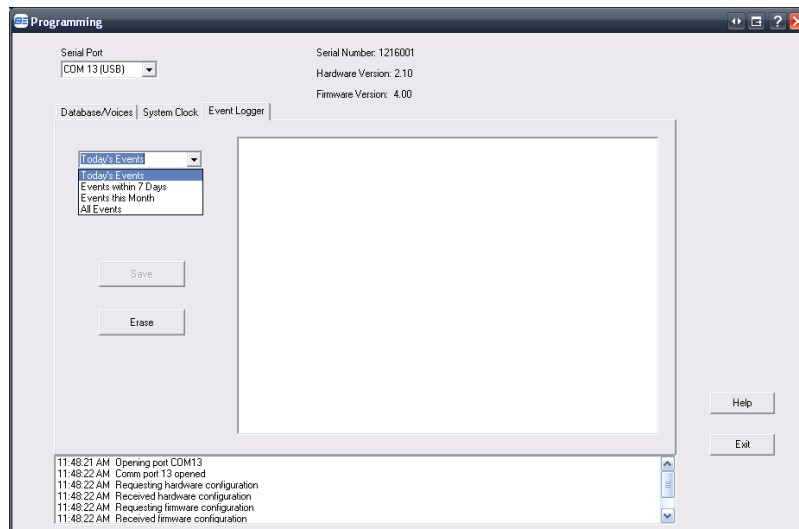 SE Programming
Serial Port
COM 13 (USB)
Serial Number: 1216001
Hardware Version: 2.10
Firmware Version: 4.00
Database/Voices
System Clock
Event Logger
Today's Events
Today's Events
Events within 7 Days
Events this Month
All Events
Save
Erase
Help
Exit
11:48:21 AM Opening port COM13
11:48:22 AM Comm port 13 opened
11:48:22 AM Requesting hardware configuration
11:48:22 AM Received hardware configuration
11:48:22 AM Requesting firmware configuration
11:48:22 AM Received firmware configuration